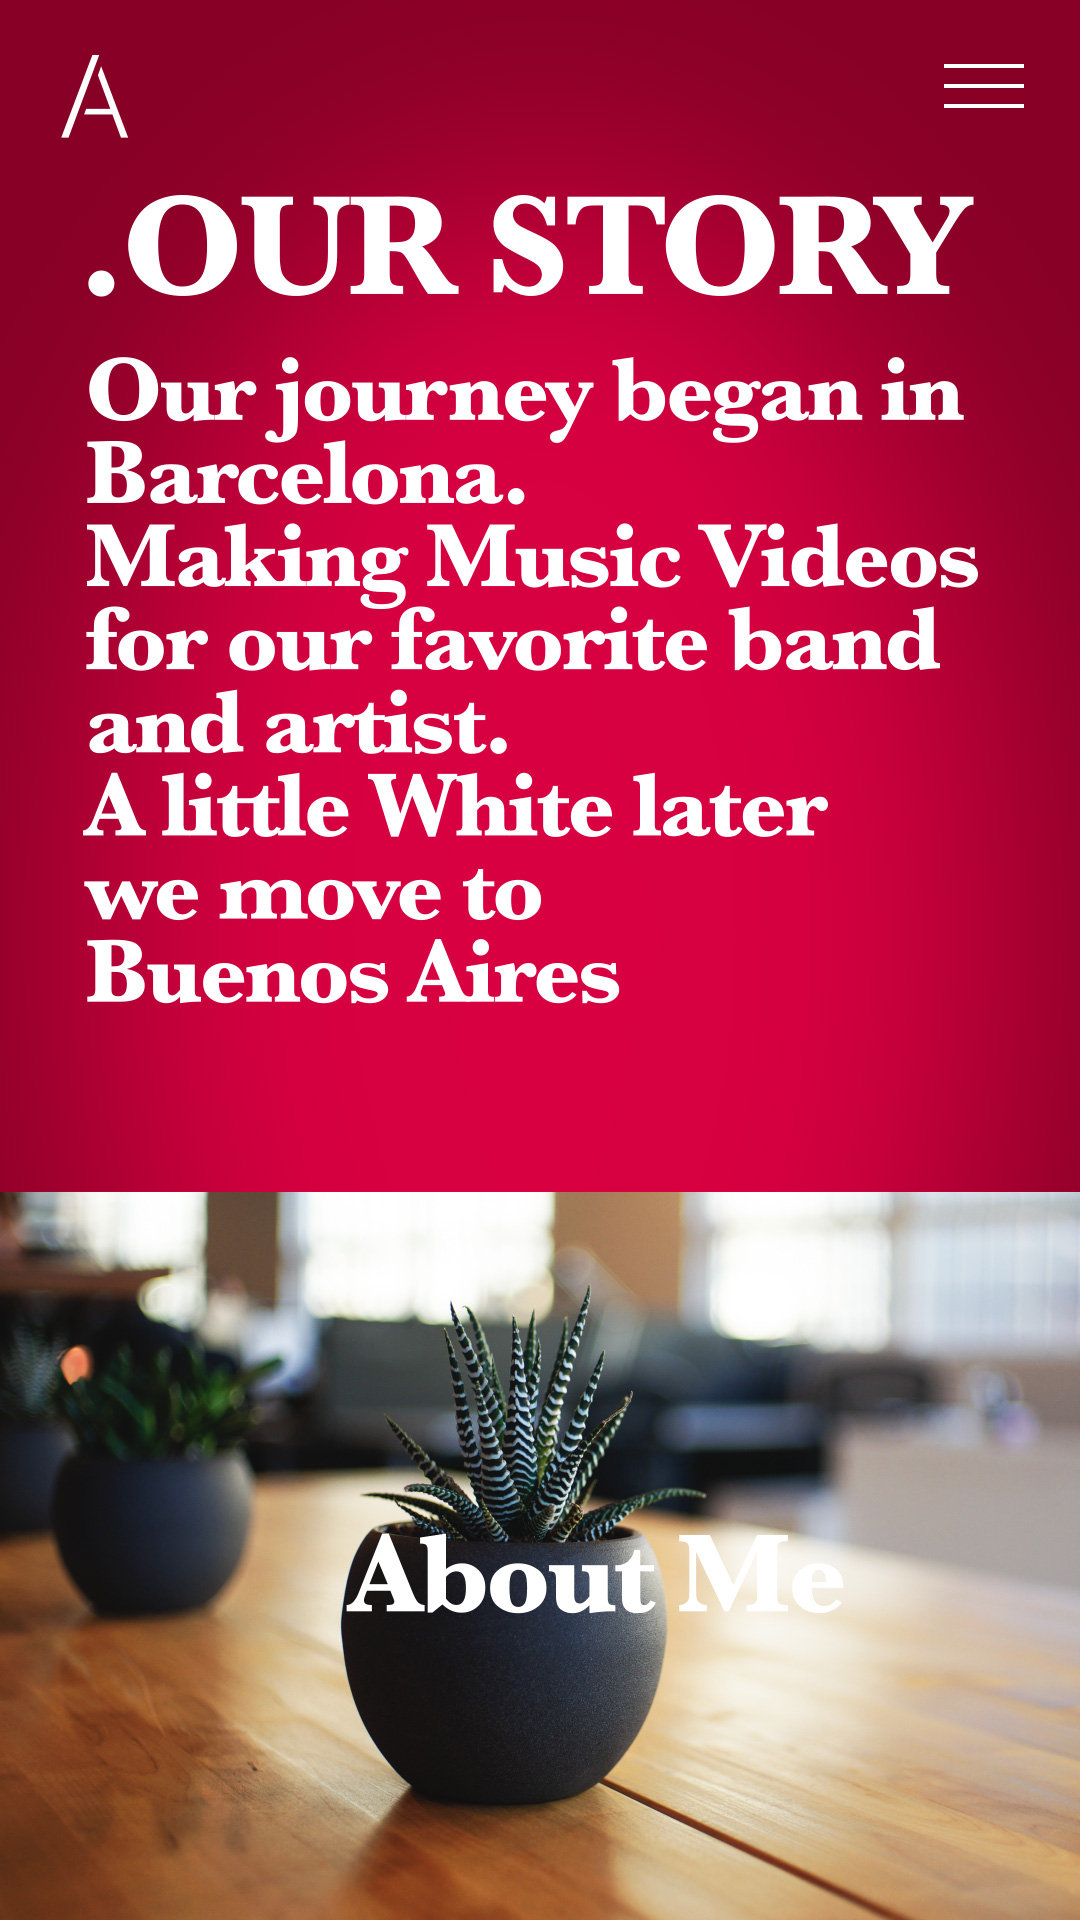 A
.OUR STORY
Our journey began in
Barcelona.
Making Music Videos
for our favorite band
and artist.
A little White later
we move to
Buenos Aires
About Me